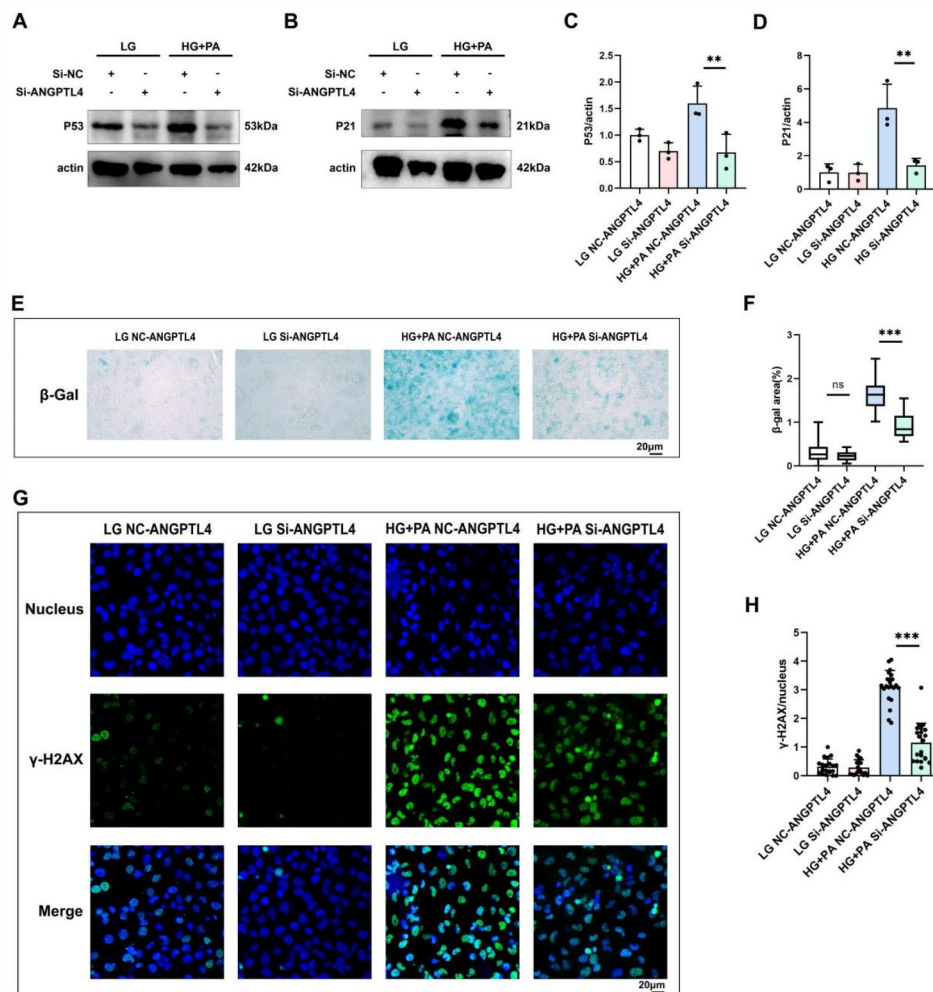 A
LG HG+PA
Si-NC + - + -
Si-ANGPTL4 - + - +
P53 53kDa
actin 42kDa
B
LG HG+PA
Si-NC + - + -
Si-ANGPTL4 - + - +
P21 21kDa
actin 42kDa
C
**
P53/actin
2.5
2.0
1.5
1.0
0.5
0.0
LG NC-ANGPTL4
LG Si-ANGPTL4
HG+PA NC-ANGPTL4
HG+PA Si-ANGPTL4
D
**
P21/actin
8
6
4
2
0
LG NC-ANGPTL4
LG Si-ANGPTL4
HG NC-ANGPTL4
HG Si-ANGPTL4
E
LG NC-ANGPTL4 LG Si-ANGPTL4 HG+PA NC-ANGPTL4 HG+PA Si-ANGPTL4
β-Gal
20μm
F
***
ns
β-gal area(%)
3
2
1
0
LG NC-ANGPTL4
LG Si-ANGPTL4
HG+PA NC-ANGPTL4
HG+PA Si-ANGPTL4
G
LG NC-ANGPTL4 LG Si-ANGPTL4 HG+PA NC-ANGPTL4 HG+PA Si-ANGPTL4
Nucleus
γ-H2AX
Merge
20μm
H
***
γ-H2AX/nucleus
5
4
3
2
1
0
LG NC-ANGPTL4
LG Si-ANGPTL4
HG+PA NC-ANGPTL4
HG+PA Si-ANGPTL4